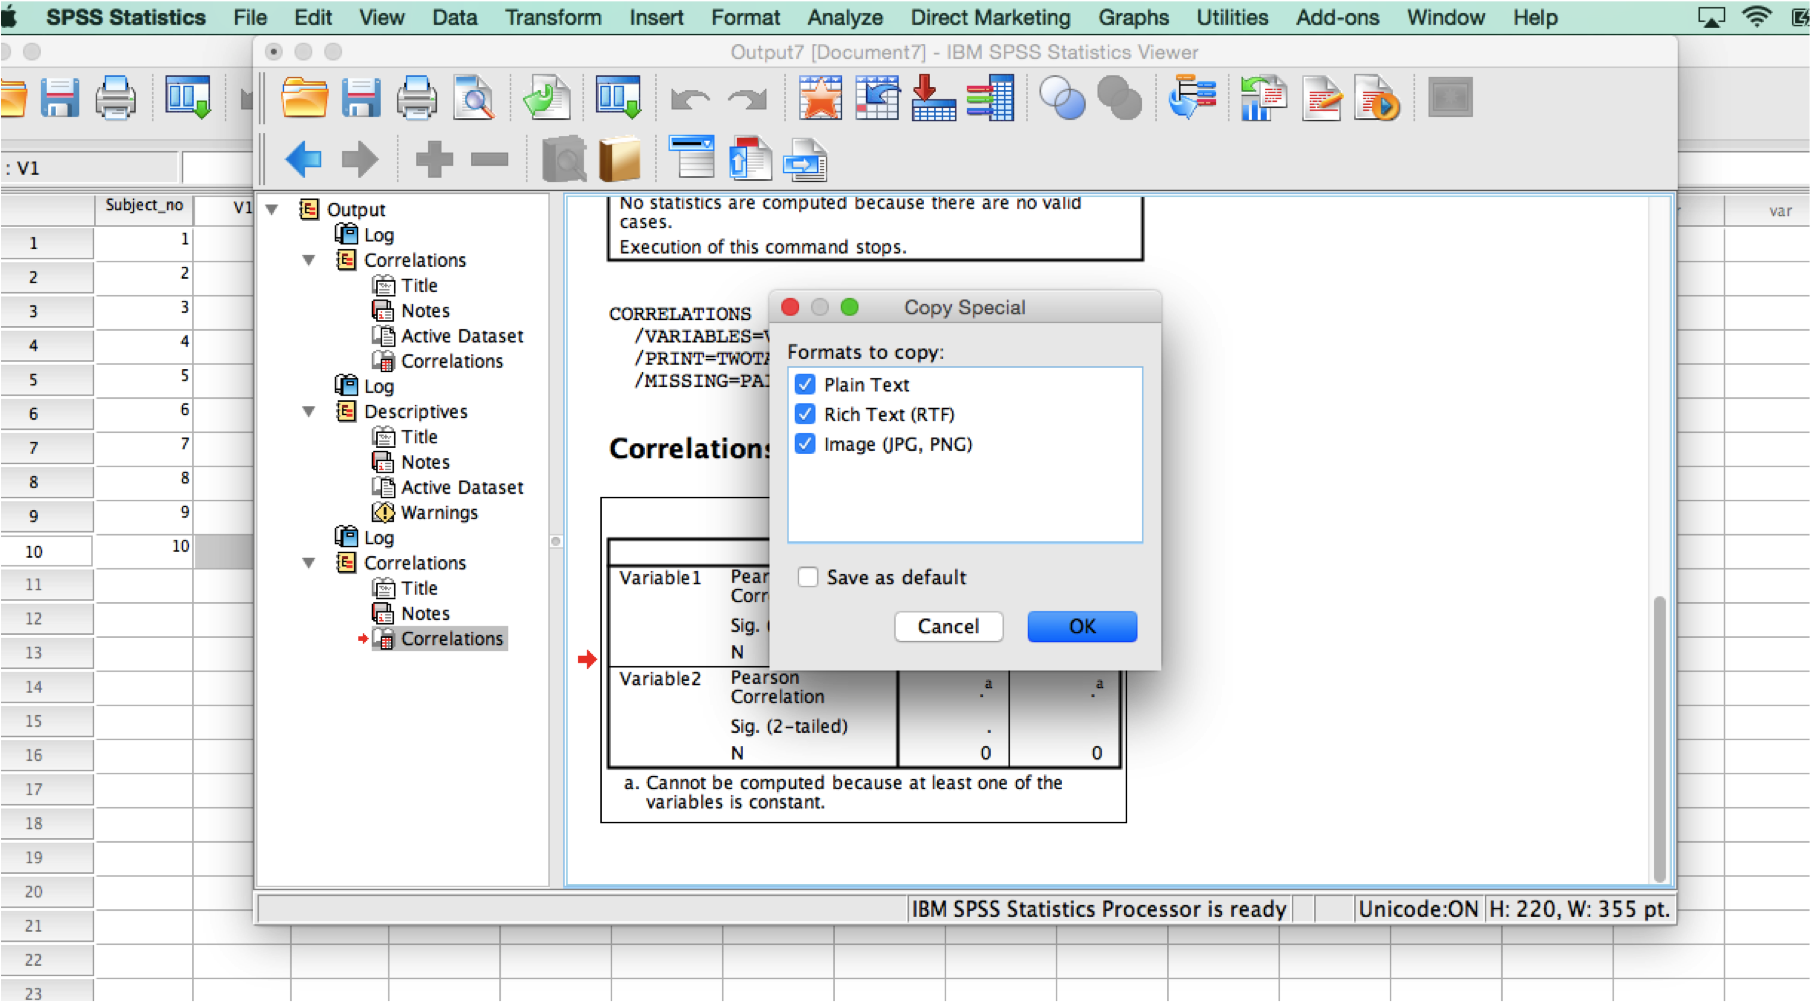 SPSS Statistics File Edit View Data Transform Insert Format Analyze Direct Marketing Graphs Utilities Add-ons Window Help
Output7 [Document7] - IBM SPSS Statistics Viewer
: V1
Subject_no V1
var
1 1
2 2
3 3
4 4
5 5
6 6
7 7
8 8
9 9
10 10
11
12
13
14
15
16
17
18
19
20
21
22
23
Output
Log
Correlations
Title
Notes
Active Dataset
Correlations
Log
Descriptives
Title
Notes
Active Dataset
Warnings
Log
Correlations
Title
Notes
Correlations
No statistics are computed because there are no valid
cases.
Execution of this command stops.
CORRELATIONS
/VARIABLES=
/PRINT=TWOTA
/MISSING=PAI
Correlations
Variable1 Pear
Corr
Sig. (
N
Variable2 Pearson
Correlation
.a .a
Sig. (2-tailed) .
N 0 0
a. Cannot be computed because at least one of the
variables is constant.
Copy Special
Formats to copy:
Plain Text
Rich Text (RTF)
Image (JPG, PNG)
Save as default
Cancel OK
IBM SPSS Statistics Processor is ready Unicode:ON H: 220, W: 355 pt.